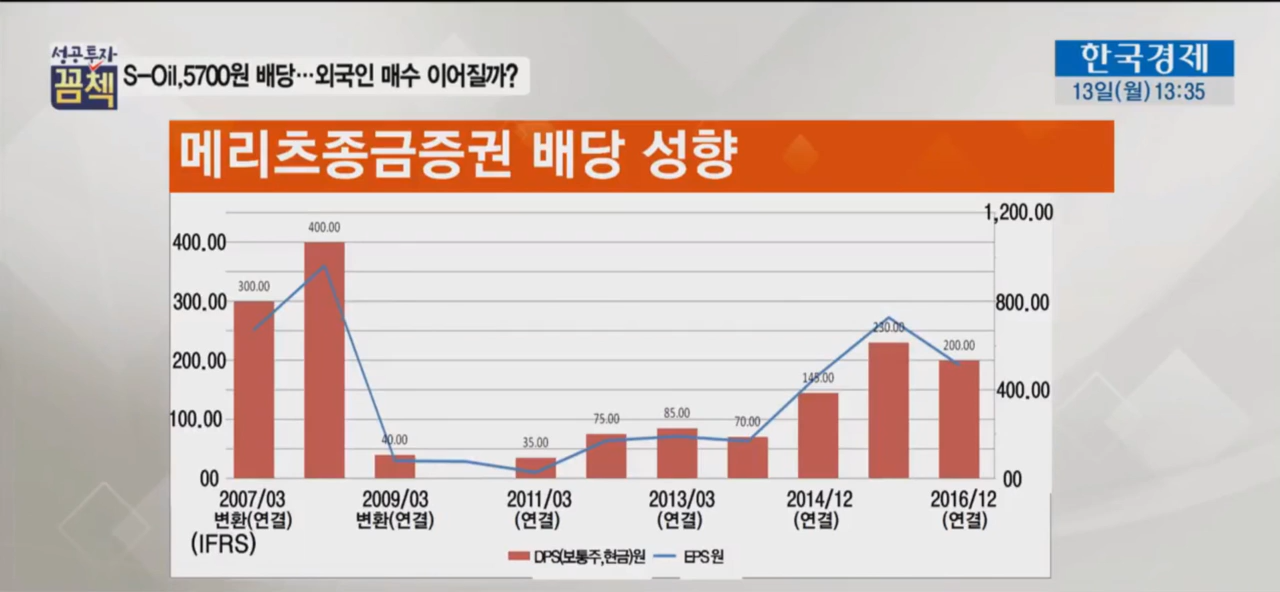 성공투자
꼼첵
S-Oil,5700원 배당…외국인 매수 이어질까?
한국경제
13일(월) 13:35
메리츠종금증권 배당 성향
1,200.00
400.00
400.00
300.00
300.00
800.00
230.00
200.00
200.00
145.00
400.00
100.00
75.00
85.00
70.00
40.00
35.00
00
00
2007/03 2009/03 2011/03 2013/03 2014/12 2016/12
변환(연결) 변환(연결) (연결) (연결) (연결) (연결)
(IFRS)
DPS(보통주,현금)원 EPS 원